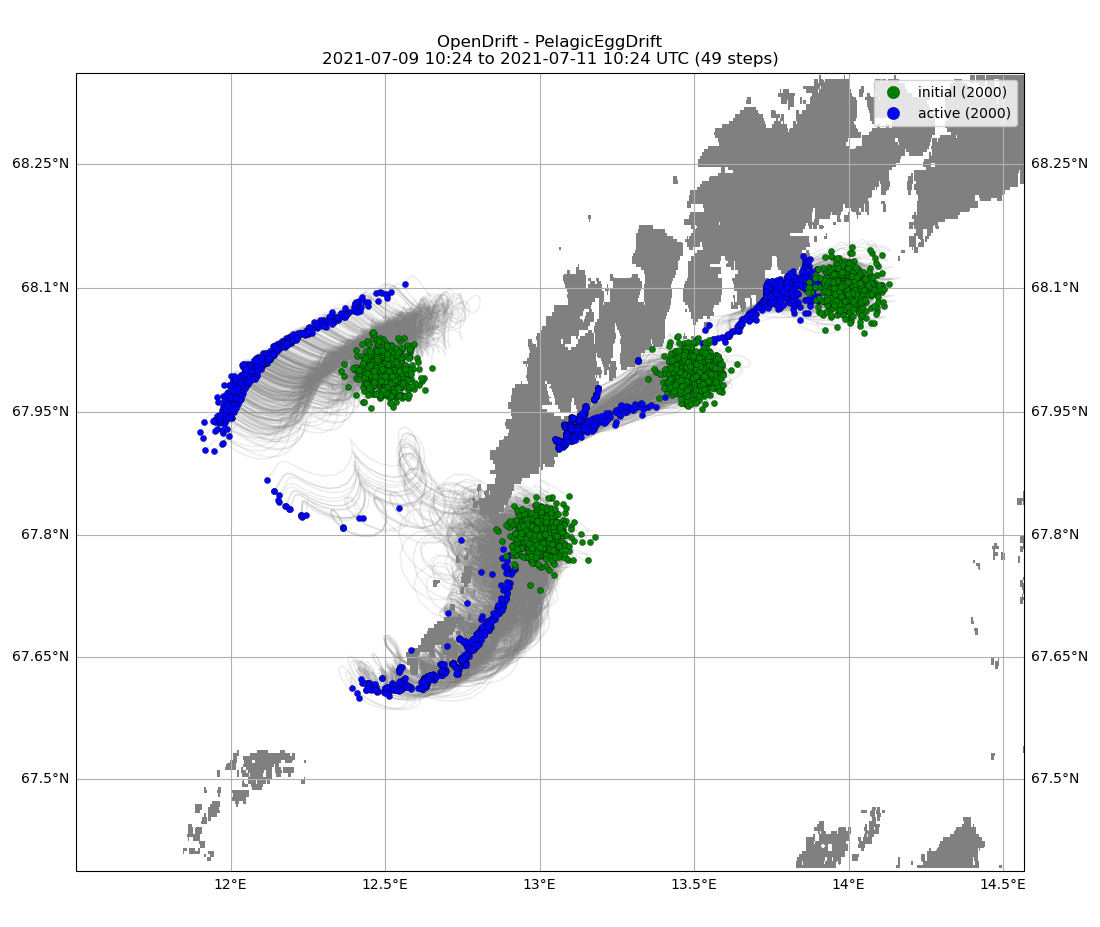 OpenDrift - PelagicEggDrift
2021-07-09 10:24 to 2021-07-11 10:24 UTC (49 steps)
initial (2000)
active (2000)
68.25°N
68.25°N
68.1°N
68.1°N
67.95°N
67.95°N
67.8°N
67.8°N
67.65°N
67.65°N
67.5°N
67.5°N
12°E
12.5°E
13°E
13.5°E
14°E
14.5°E